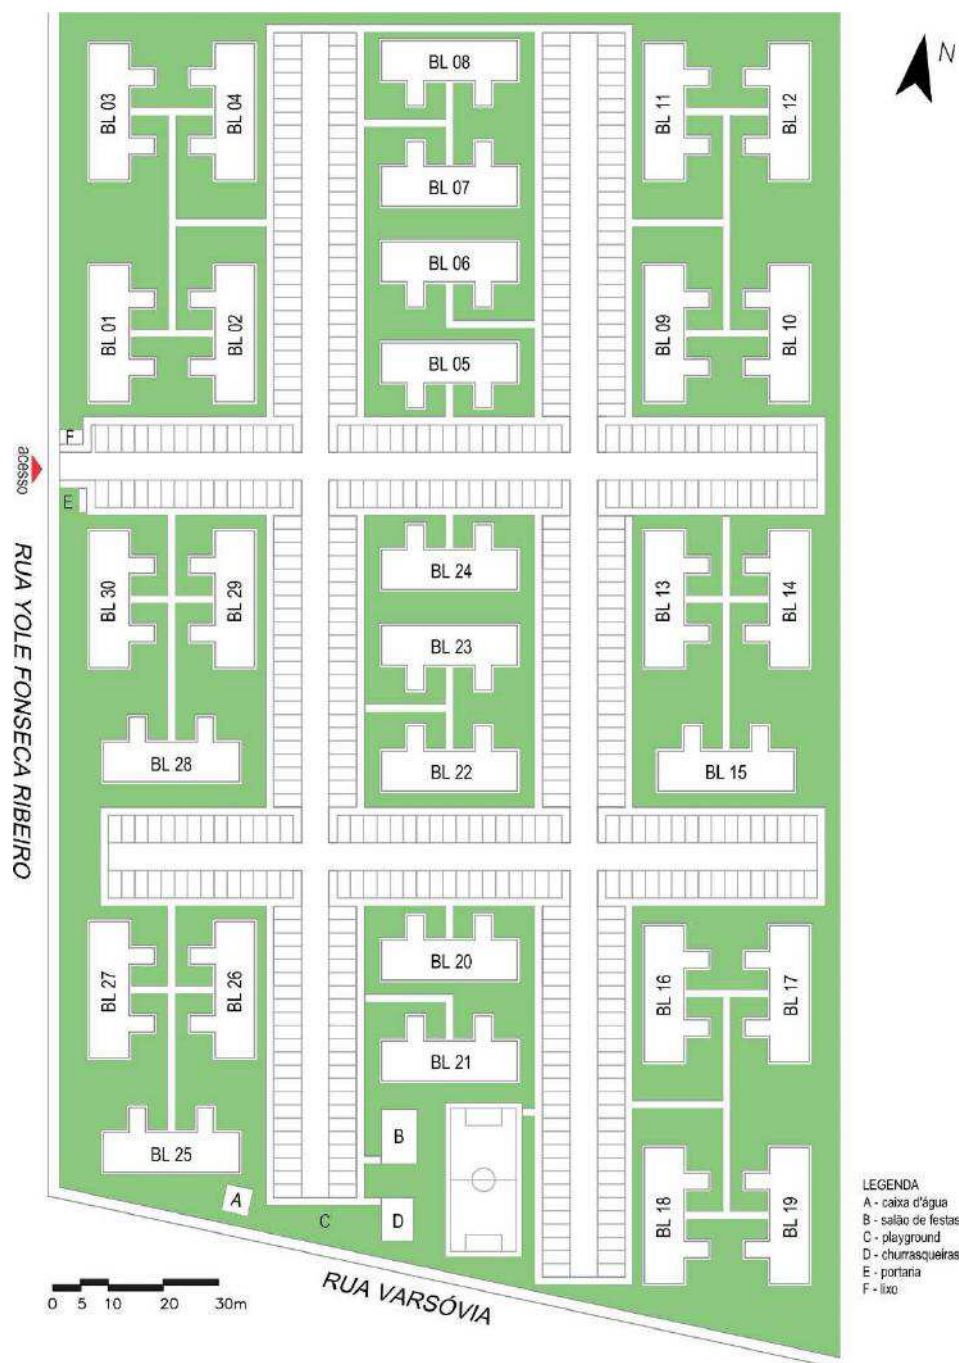 BL 03
BL 04
BL 08
BL 11
BL 12
N
BL 07
BL 06
BL 01
BL 02
BL 05
BL 09
BL 10
F
acesso
E
RUA YOLE FONSECA RIBEIRO
BL 30
BL 29
BL 24
BL 13
BL 14
BL 23
BL 28
BL 22
BL 15
BL 27
BL 26
BL 20
BL 16
BL 17
BL 21
BL 25
B
A
C
D
BL 18
BL 19
RUA VARSÓVIA
0 5 10 20 30m
LEGENDA
A - caixa d'água
B - salão de festas
C - playground
D - churrasqueiras
E - portaria
F - lixo